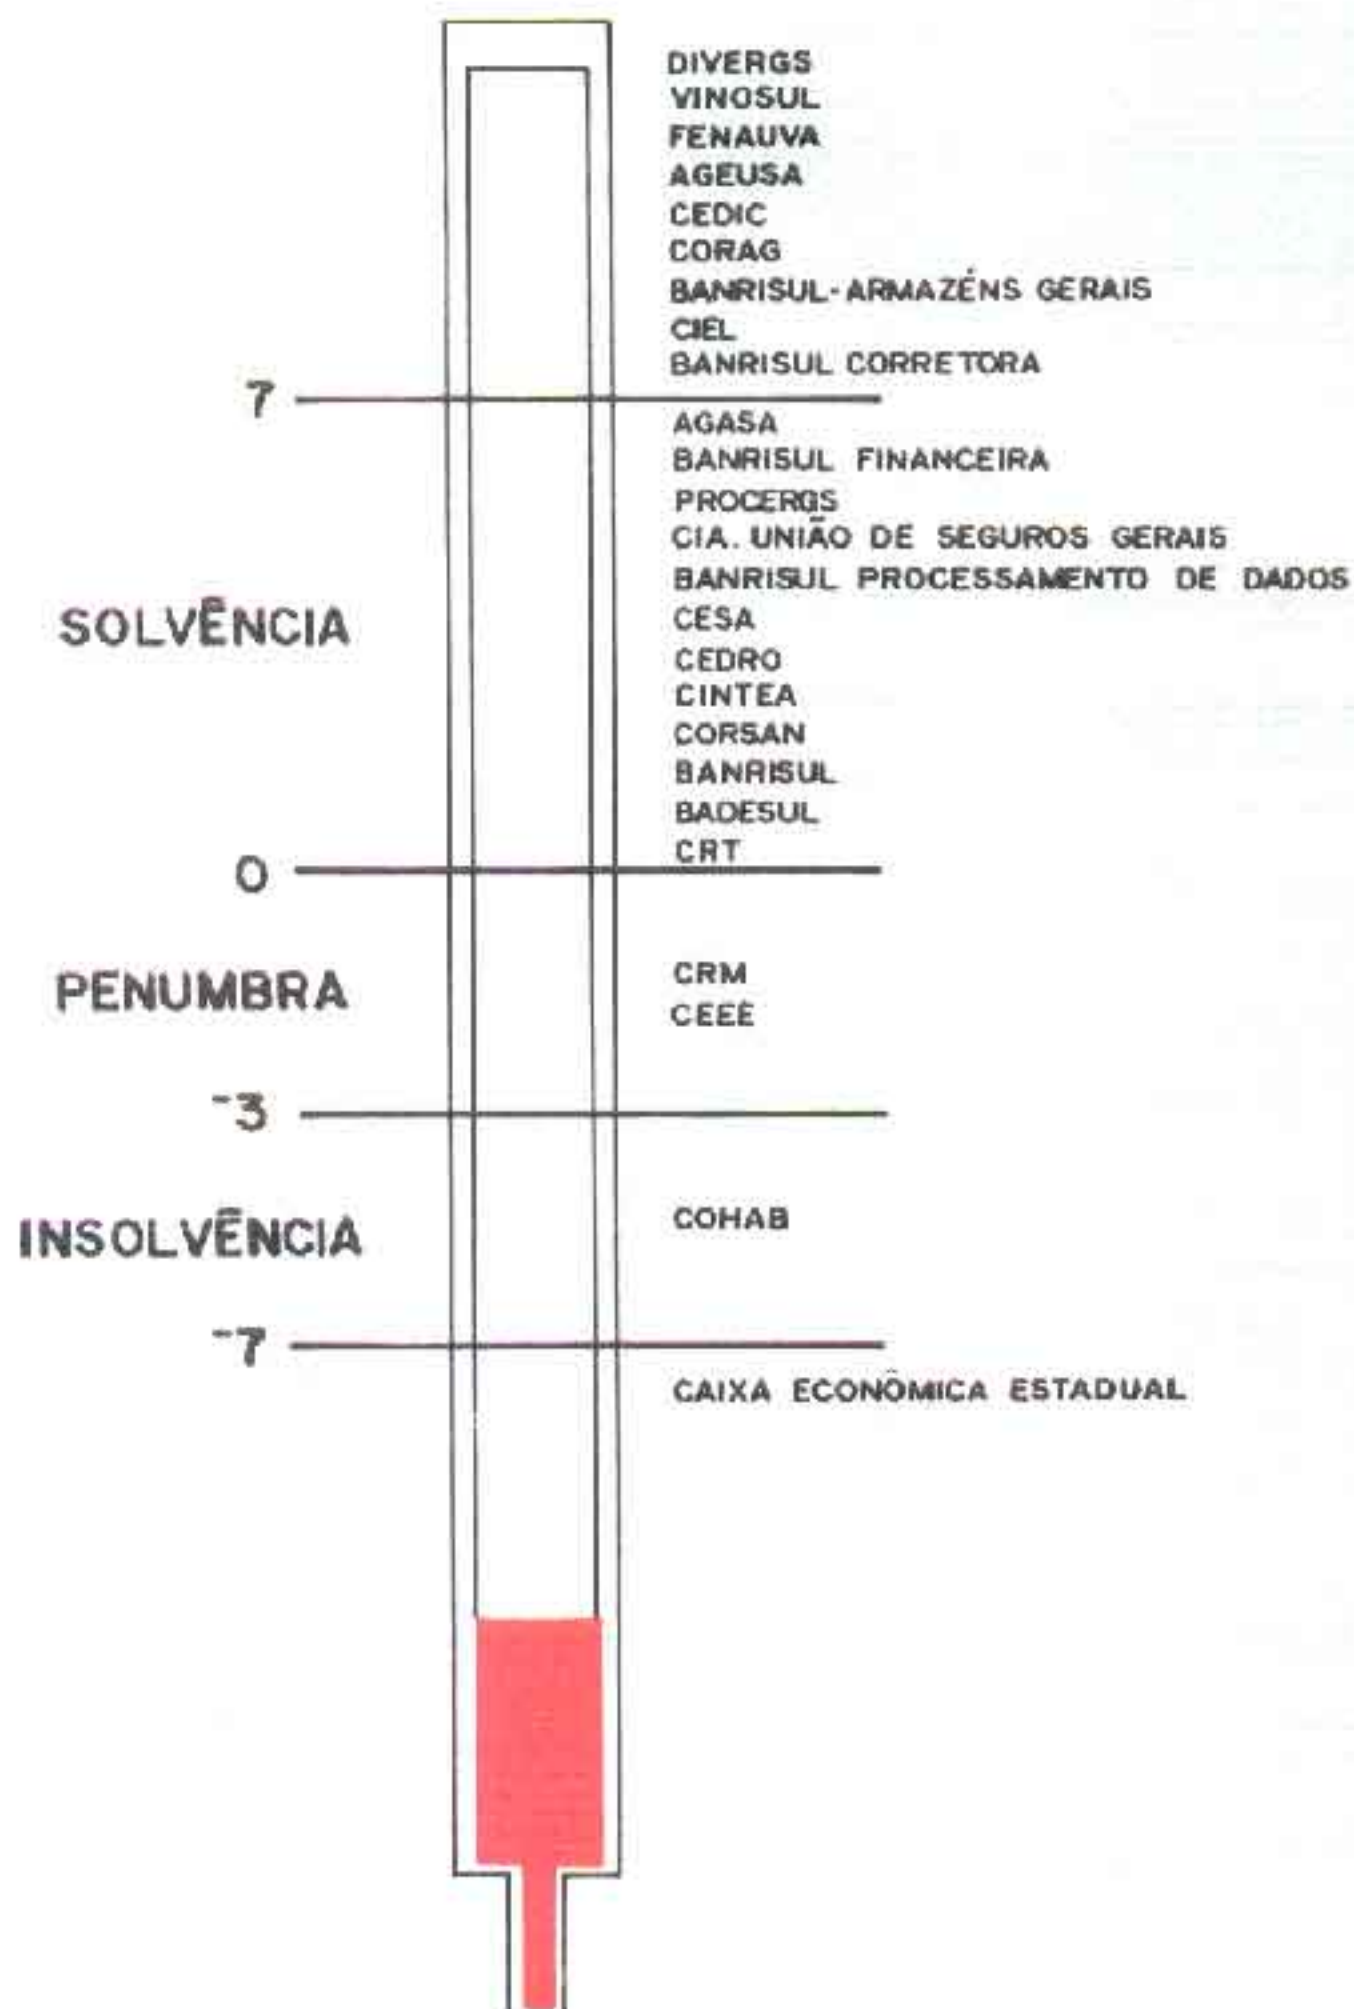 DIVERGS
VINOSUL
FENAUVA
AGEUSA
CEDIC
CORAG
BANRISUL-ARMAZÉNS GERAIS
CIEL
BANRISUL CORRETORA
7
AGASA
BANRISUL FINANCEIRA
PROCERGS
CIA. UNIÃO DE SEGUROS GERAIS
BANRISUL PROCESSAMENTO DE DADOS
SOLVÊNCIA
CESA
CEDRO
CINTEA
CORSAN
BANRISUL
BADESUL
CRT
0
PENUMBRA
CRM
CEEE
-3
INSOLVÊNCIA
COHAB
-7
CAIXA ECONÔMICA ESTADUAL